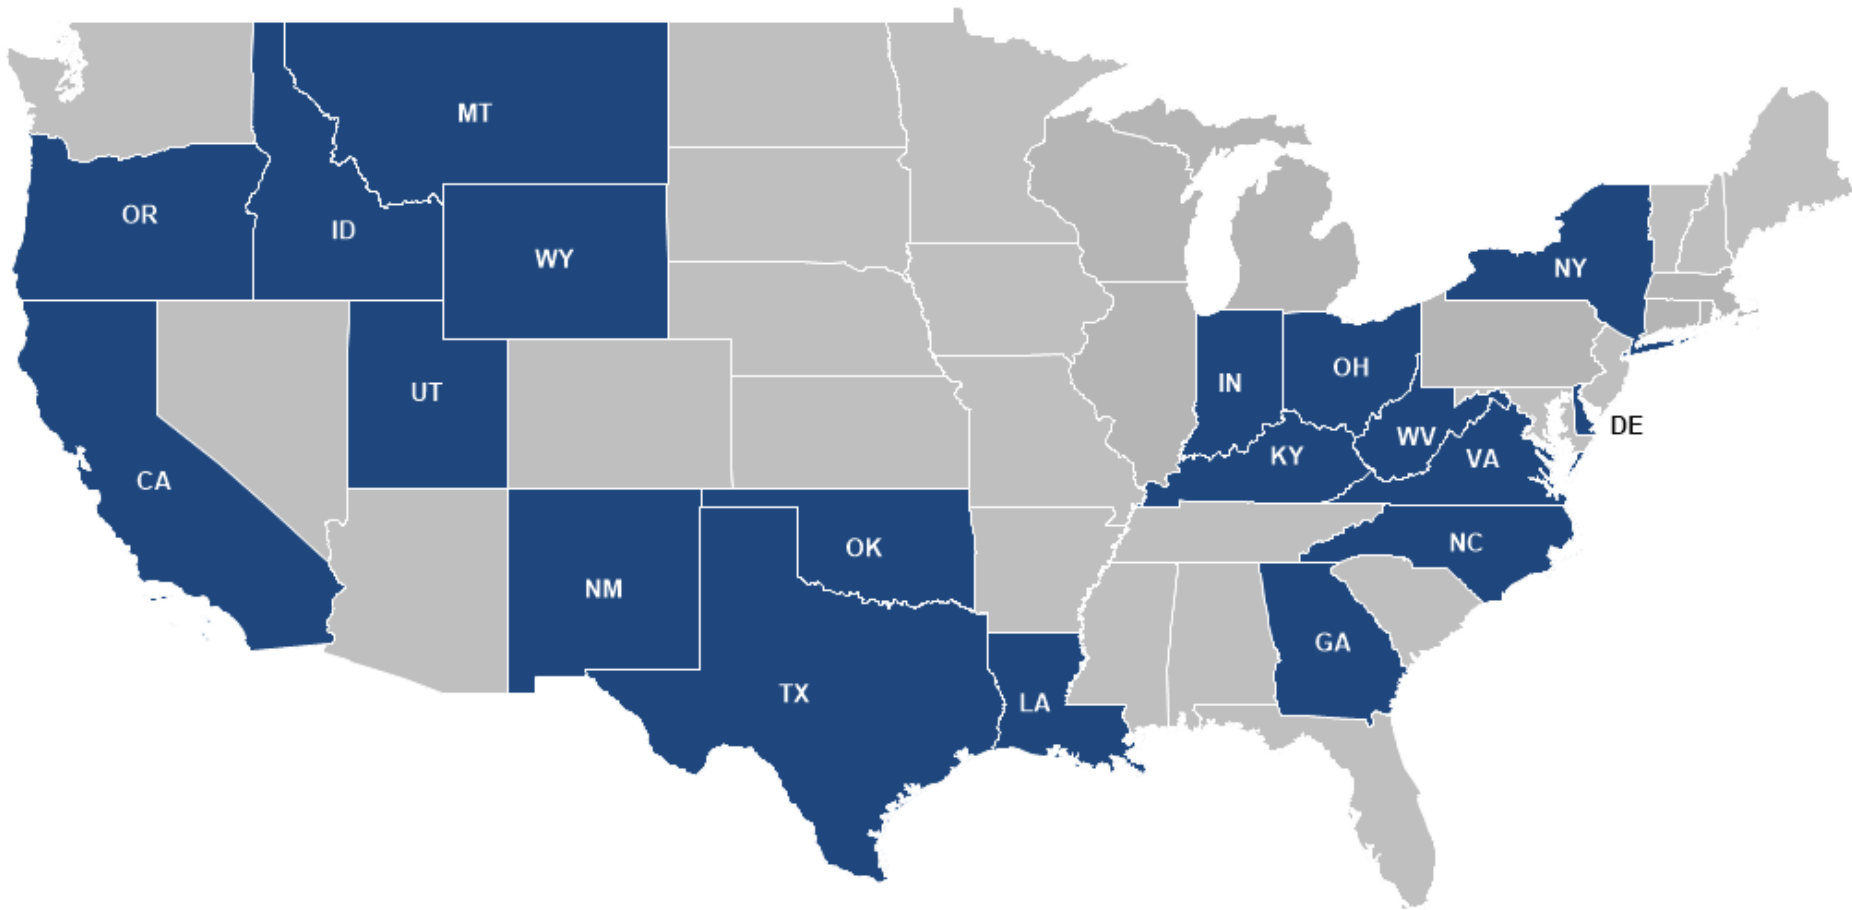 MT
OR
ID
WY
NY
UT
IN
OH
DE
CA
KY
WV
VA
NM
OK
NC
TX
LA
GA